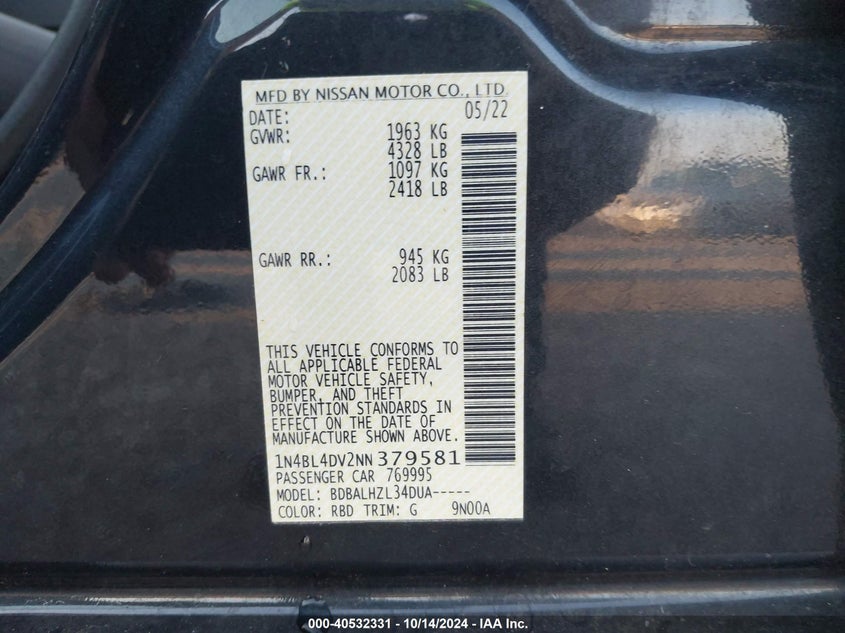 MFD BY NISSAN MOTOR CO., LTD.
DATE: 05/22
GVWR: 1963 KG
4328 LB
GAWR FR.: 1097 KG
2418 LB
GAWR RR.: 945 KG
2083 LB
THIS VEHICLE CONFORMS TO
ALL APPLICABLE FEDERAL
MOTOR VEHICLE SAFETY,
BUMPER, AND THEFT
PREVENTION STANDARDS IN
EFFECT ON THE DATE OF
MANUFACTURE SHOWN ABOVE.
1N4BL4DV2NN379581
PASSENGER CAR 769995
MODEL: BDBALHZL34DUA-----
COLOR: RBD TRIM: G 9N00A
000-40532331 - 10/14/2024 - IAA Inc.